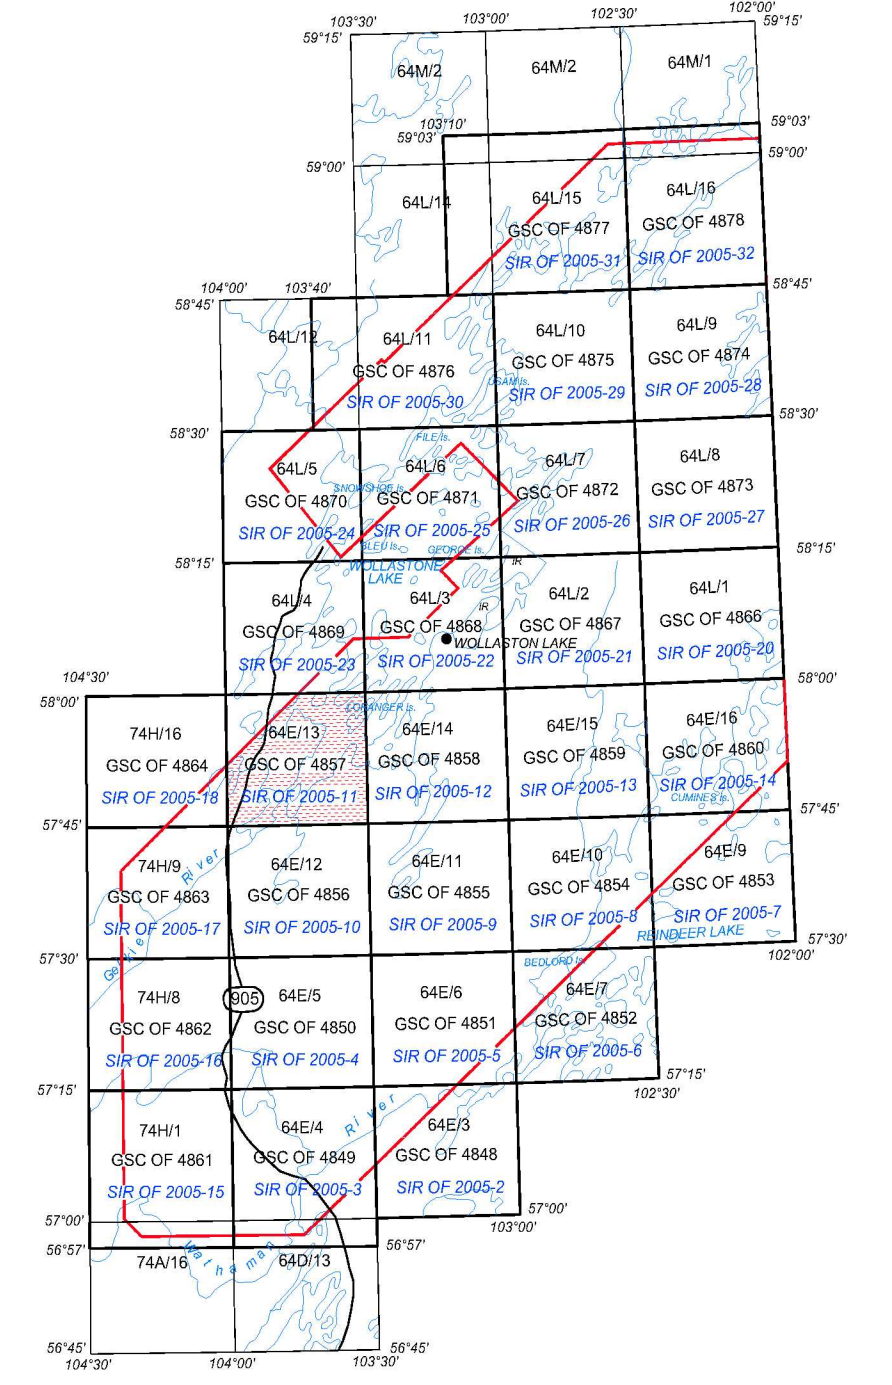 103°30' 103°00' 102°30' 102°00'
59°15' 59°15'
64M/2 64M/2 64M/1
103°10' 59°03'
59°03'
59°00' 59°00'
64L/14 64L/15 64L/16
GSC OF 4877 GSC OF 4878
SIR OF 2005-31 SIR OF 2005-32
104°00' 103°40'
58°45' 58°45'
64L/12 64L/11 64L/10 64L/9
GSC OF 4876 GSC OF 4875 GSC OF 4874
USAM Is.
SIR OF 2005-30 SIR OF 2005-29 SIR OF 2005-28
58°30' 58°30'
FILE Is.
64L/5 64L/6 64L/7 64L/8
SNOWSHOE Is.
GSC OF 4870 GSC OF 4871 GSC OF 4872 GSC OF 4873
SIR OF 2005-24 SIR OF 2005-25 SIR OF 2005-26 SIR OF 2005-27
BLEU Is. GEORGE Is.
58°15' 58°15'
WOLLASTONE IR
LAKE
64L/4 64L/3 64L/2 64L/1
IR
GSC OF 4869 GSC OF 4868 GSC OF 4867 GSC OF 4866
WOLLASTON LAKE
SIR OF 2005-23 SIR OF 2005-22 SIR OF 2005-21 SIR OF 2005-20
104°30'
58°00' 58°00'
LORANGER Is.
74H/16 64E/13 64E/14 64E/15 64E/16
GSC OF 4864 GSC OF 4857 GSC OF 4858 GSC OF 4859 GSC OF 4860
SIR OF 2005-18 SIR OF 2005-11 SIR OF 2005-12 SIR OF 2005-13 SIR OF 2005-14
CUMINES Is.
57°45' 57°45'
74H/9 64E/12 64E/11 64E/10 64E/9
River
GSC OF 4863 GSC OF 4856 GSC OF 4855 GSC OF 4854 GSC OF 4853
SIR OF 2005-17 SIR OF 2005-10 SIR OF 2005-9 SIR OF 2005-8 SIR OF 2005-7
REINDEER LAKE
57°30' 57°30'
102°00'
BEDLORD Is.
74H/8 905 64E/5 64E/6 64E/7
GSC OF 4862 GSC OF 4850 GSC OF 4851 GSC OF 4852
SIR OF 2005-16 SIR OF 2005-4 SIR OF 2005-5 SIR OF 2005-6
57°15' 57°15'
102°30'
River
74H/1 64E/4 64E/3
GSC OF 4861 GSC OF 4849 GSC OF 4848
SIR OF 2005-15 SIR OF 2005-3 SIR OF 2005-2
57°00' 57°00'
103°00'
56°57' 56°57'
Wathaman
74A/16 64D/13
56°45' 56°45'
104°30' 104°00' 103°30'